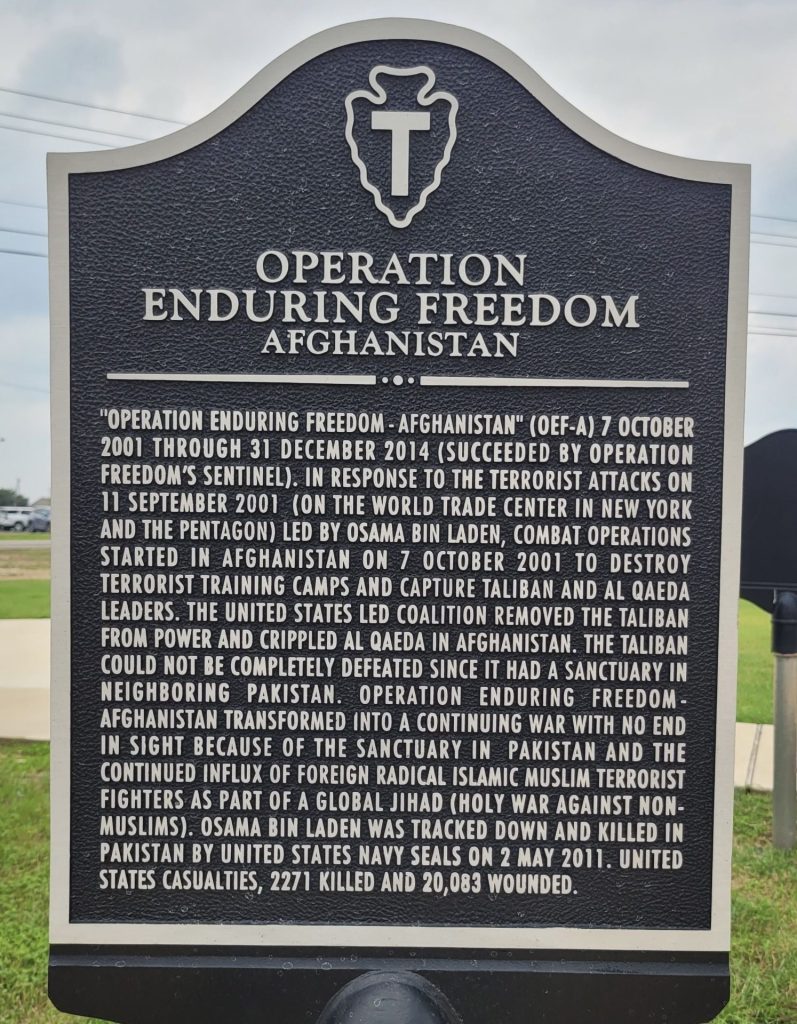 T
OPERATION
ENDURING FREEDOM
AFGHANISTAN
"OPERATION ENDURING FREEDOM - AFGHANISTAN" (OEF-A) 7 OCTOBER
2001 THROUGH 31 DECEMBER 2014 (SUCCEEDED BY OPERATION
FREEDOM'S SENTINEL). IN RESPONSE TO THE TERRORIST ATTACKS ON
11 SEPTEMBER 2001 (ON THE WORLD TRADE CENTER IN NEW YORK
AND THE PENTAGON) LED BY OSAMA BIN LADEN, COMBAT OPERATIONS
STARTED IN AFGHANISTAN ON 7 OCTOBER 2001 TO DESTROY
TERRORIST TRAINING CAMPS AND CAPTURE TALIBAN AND AL QAEDA
LEADERS. THE UNITED STATES LED COALITION REMOVED THE TALIBAN
FROM POWER AND CRIPPLED AL QAEDA IN AFGHANISTAN. THE TALIBAN
COULD NOT BE COMPLETELY DEFEATED SINCE IT HAD A SANCTUARY IN
NEIGHBORING PAKISTAN. OPERATION ENDURING FREEDOM-
AFGHANISTAN TRANSFORMED INTO A CONTINUING WAR WITH NO END
IN SIGHT BECAUSE OF THE SANCTUARY IN PAKISTAN AND THE
CONTINUED INFLUX OF FOREIGN RADICAL ISLAMIC MUSLIM TERRORIST
FIGHTERS AS PART OF A GLOBAL JIHAD (HOLY WAR AGAINST NON-
MUSLIMS). OSAMA BIN LADEN WAS TRACKED DOWN AND KILLED IN
PAKISTAN BY UNITED STATES NAVY SEALS ON 2 MAY 2011. UNITED
STATES CASUALTIES, 2271 KILLED AND 20,083 WOUNDED.